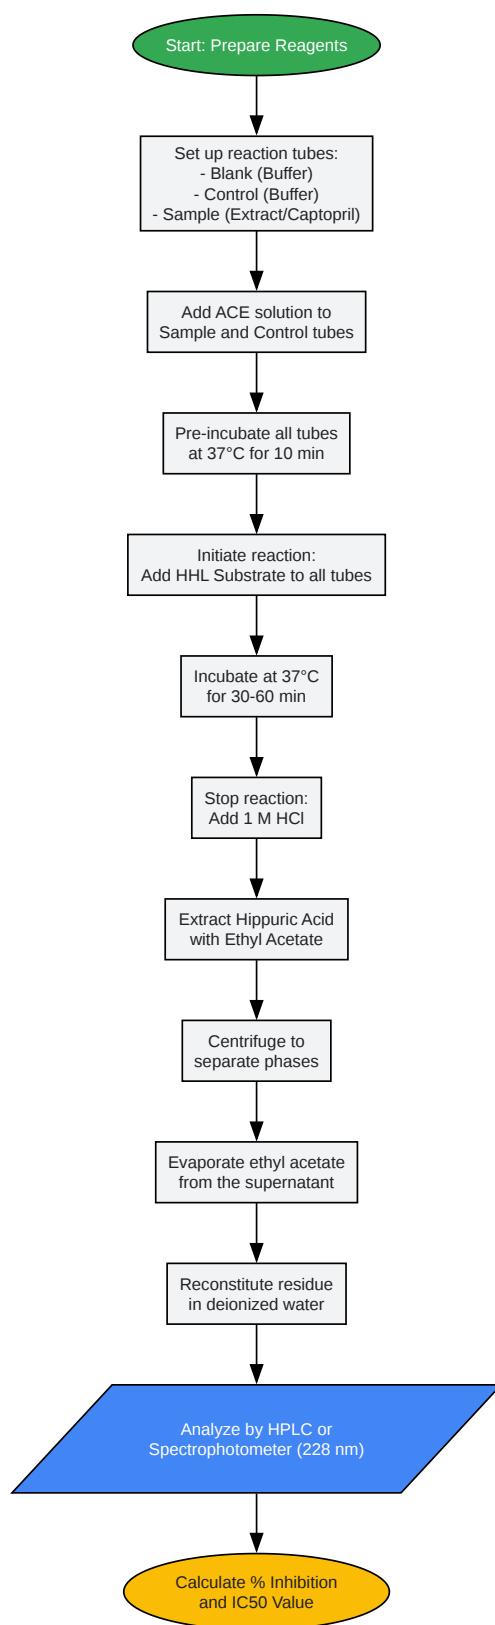 Start: Prepare Reagents
Set up reaction tubes:
- Blank (Buffer)
- Control (Buffer)
- Sample (Extract/Captopril)
Add ACE solution to
Sample and Control tubes
Pre-incubate all tubes
at 37°C for 10 min
Initiate reaction:
Add HHL Substrate to all tubes
Incubate at 37°C
for 30-60 min
Stop reaction:
Add 1 M HCl
Extract Hippuric Acid
with Ethyl Acetate
Centrifuge to
separate phases
Evaporate ethyl acetate
from the supernatant
Reconstitute residue
in deionized water
Analyze by HPLC or
Spectrophotometer (228 nm)
Calculate % Inhibition
and IC50 Value